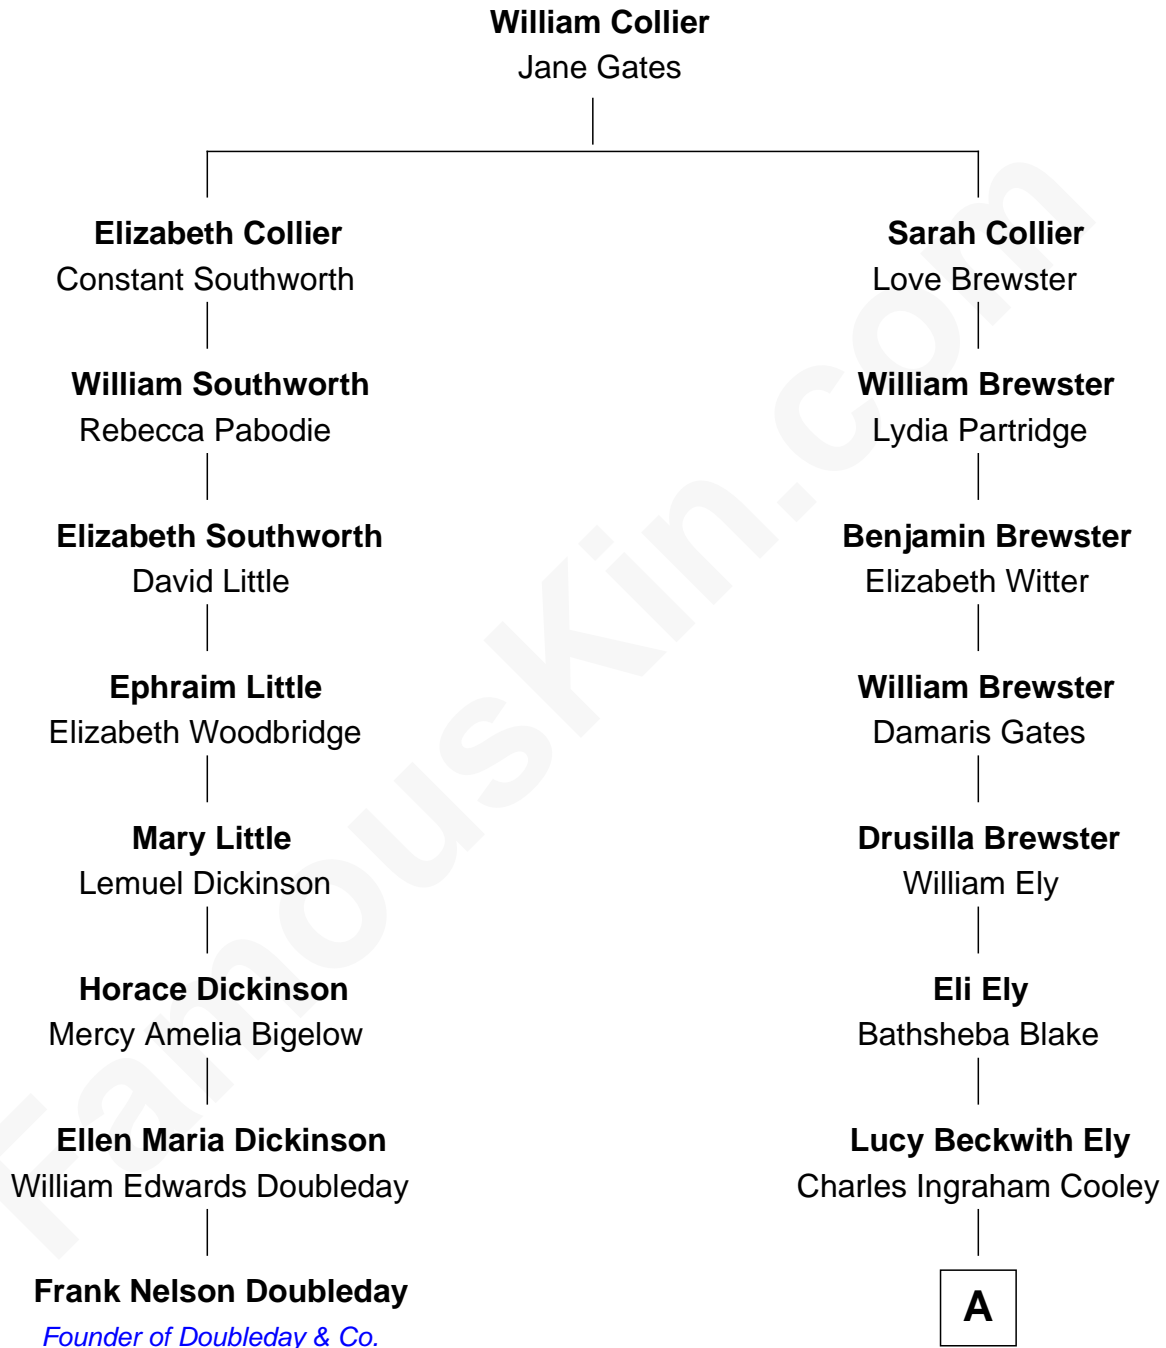 William Collier
Jane Gates
Elizabeth Collier
Constant Southworth
Sarah Collier
Love Brewster
William Southworth
Rebecca Pabodie
William Brewster
Lydia Partridge
Elizabeth Southworth
David Little
Benjamin Brewster
Elizabeth Witter
Ephraim Little
Elizabeth Woodbridge
William Brewster
Damaris Gates
Mary Little
Lemuel Dickinson
Drusilla Brewster
William Ely
Horace Dickinson
Mercy Amelia Bigelow
Eli Ely
Bathsheba Blake
Ellen Maria Dickinson
William Edwards Doubleday
Lucy Beckwith Ely
Charles Ingraham Cooley
Frank Nelson Doubleday
Founder of Doubleday & Co.
A
FamousKin.com